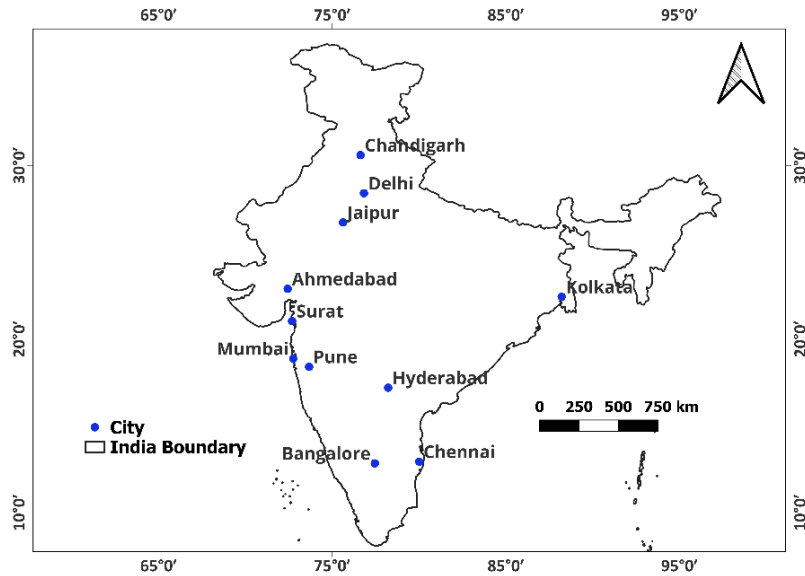 65°0′ 75°0′ 85°0′ 95°0′
30°0′
30°0′
Chandigarh
Delhi
Jaipur
Ahmedabad
Kolkata
Surat
20°0′
20°0′
Mumbai
Pune
Hyderabad
0 250 500 750 km
City
India Boundary
Bangalore
Chennai
10°0′
10°0′
65°0′ 75°0′ 85°0′ 95°0′